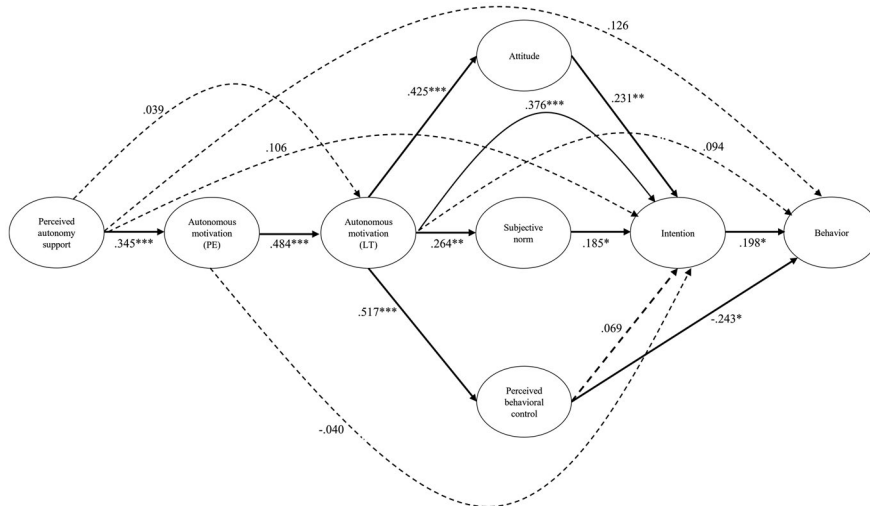 .126
Attitude
.425***
.231**
.376***
.039
.106
.094
Perceived
autonomy
support
Autonomous
motivation
(PE)
Autonomous
motivation
(LT)
Subjective
norm
Intention
Behavior
.345***
.484***
.264**
.185*
.198*
.517***
.069
-.243*
Perceived
behavioral
control
-.040